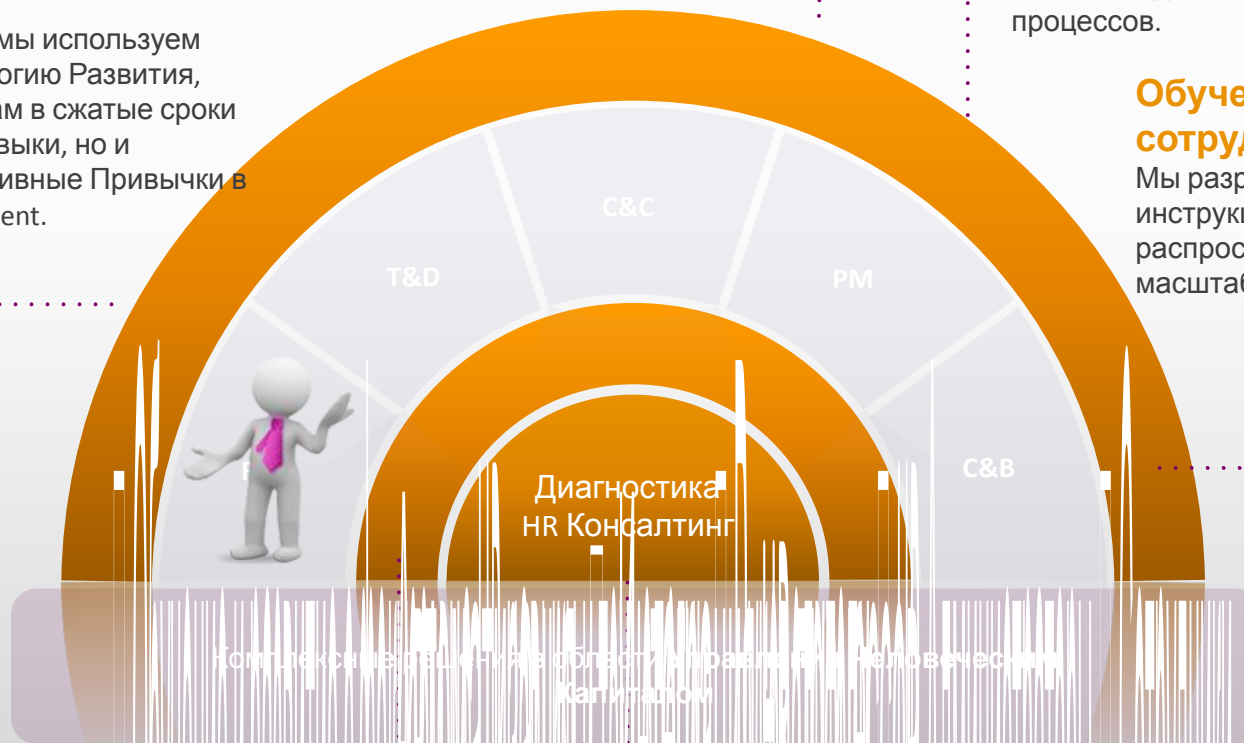 мы используем
огию Развития,
ам в сжатые сроки
выки, но и
ивные Привычки в
ent.
процессов.
Обуче
сотруд
Мы разр
инструкц
распрос
масштаб
C&C
T&D
PM
C&B
Диагностика
HR Консалтинг
Комплексные решения в области Управления Человеческим
Капиталом